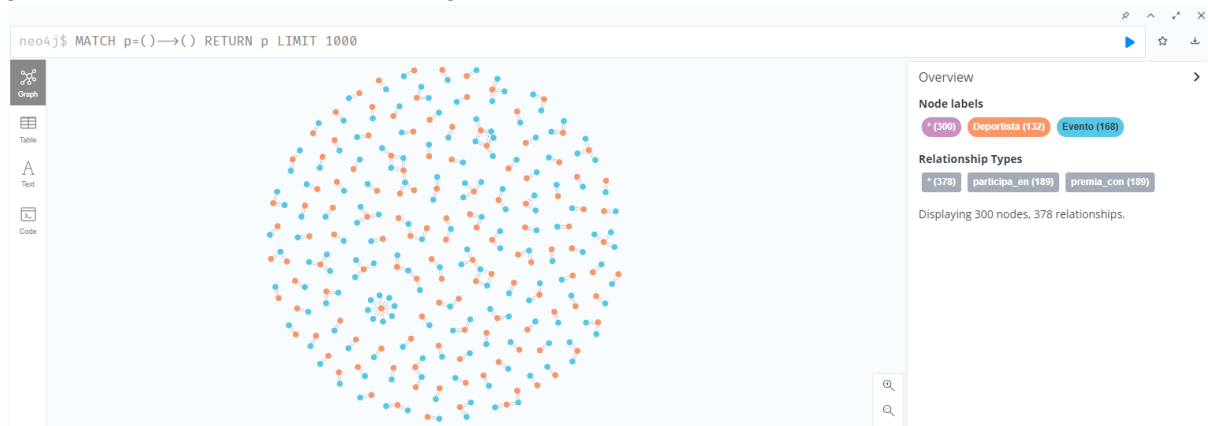 neo4j$ MATCH p=()⟶() RETURN p LIMIT 1000
Graph
Table
Text
Code
Overview
Node labels
* (300) Deportista (132) Evento (168)
Relationship Types
* (378) participa_en (189) premia_con (189)
Displaying 300 nodes, 378 relationships.